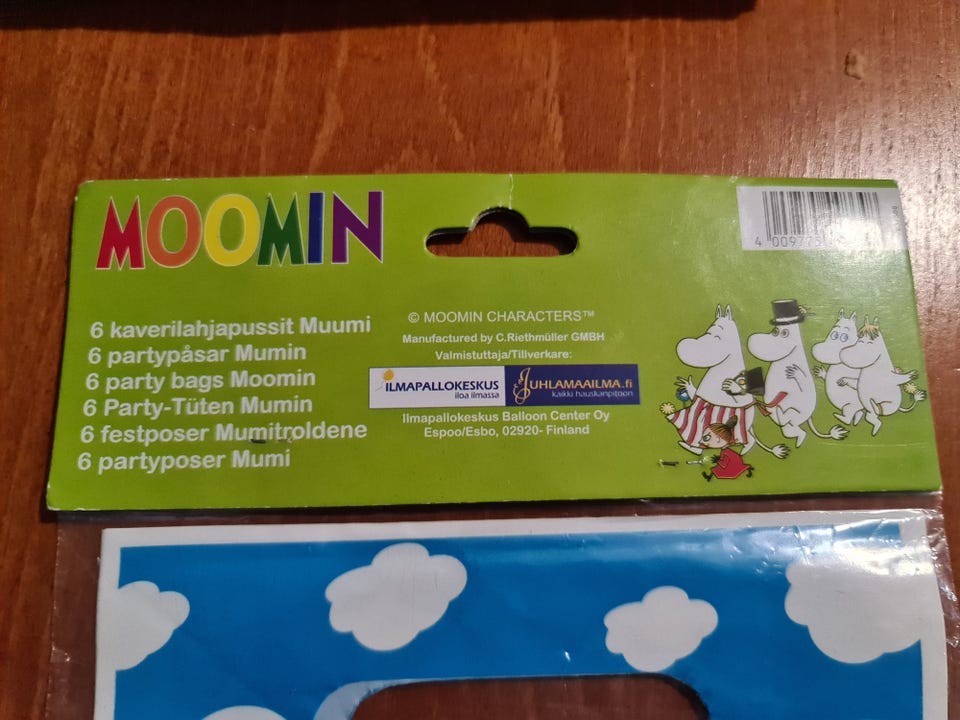 MOOMIN
6 kaverilahjapussit Muumi
6 partypåsar Mumin
6 party bags Moomin
6 Party-Tüten Mumin
6 festposer Mumitroldene
6 partyposer Mumi
© MOOMIN CHARACTERS™
Manufactured by C.Riethmüller GMBH
Valmistuttaja/Tillverkare:
ILMAPALLOKESKUS
iloa ilmassa
JUHLAMAAILMA.fi
kaikki hauskanpitoon
Ilmapallokeskus Balloon Center Oy
Espoo/Esbo, 02920- Finland